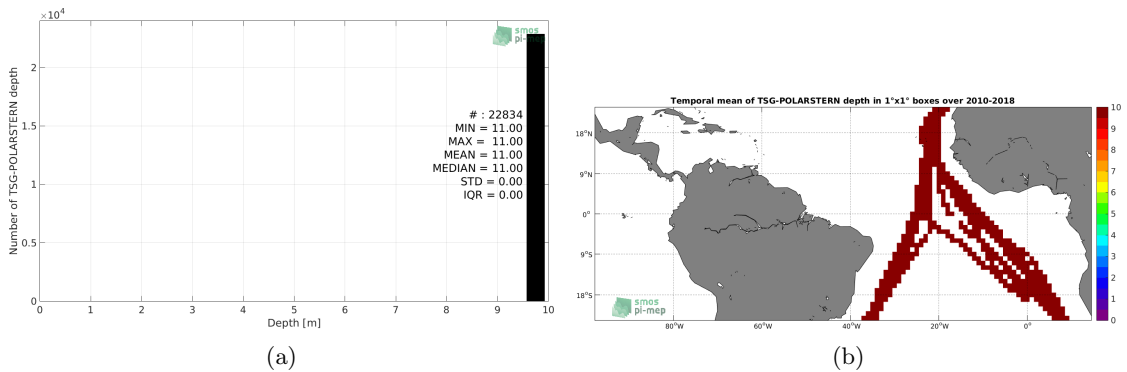 ×10⁴
smos
pi-mep
2
1.5
1
0.5
0
Number of TSG-POLARSTERN depth
# : 22834
MIN = 11.00
MAX = 11.00
MEAN = 11.00
MEDIAN = 11.00
STD = 0.00
IQR = 0.00
0 1 2 3 4 5 6 7 8 9 10
Depth [m]
(a)
Temporal mean of TSG-POLARSTERN depth in 1°x1° boxes over 2010-2018
18°N
9°N
0°
9°S
18°S
smos
pi-mep
80°W 60°W 40°W 20°W 0°
10
9
8
7
6
5
4
3
2
1
0
(b)